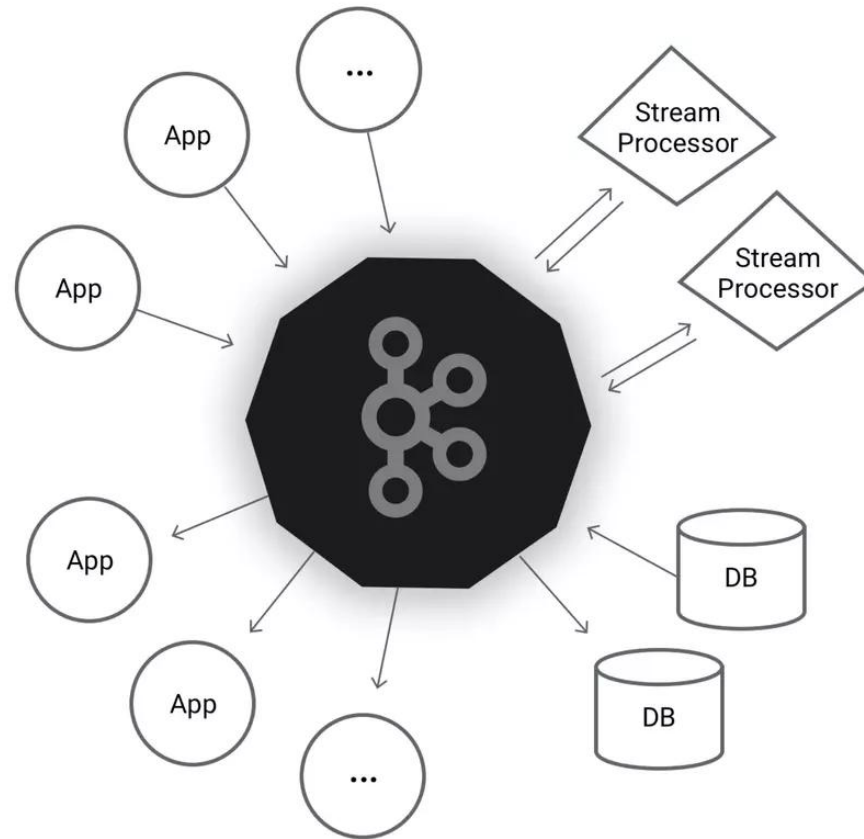 ...
App
App
Stream
Processor
Stream
Processor
App
App
...
DB
DB